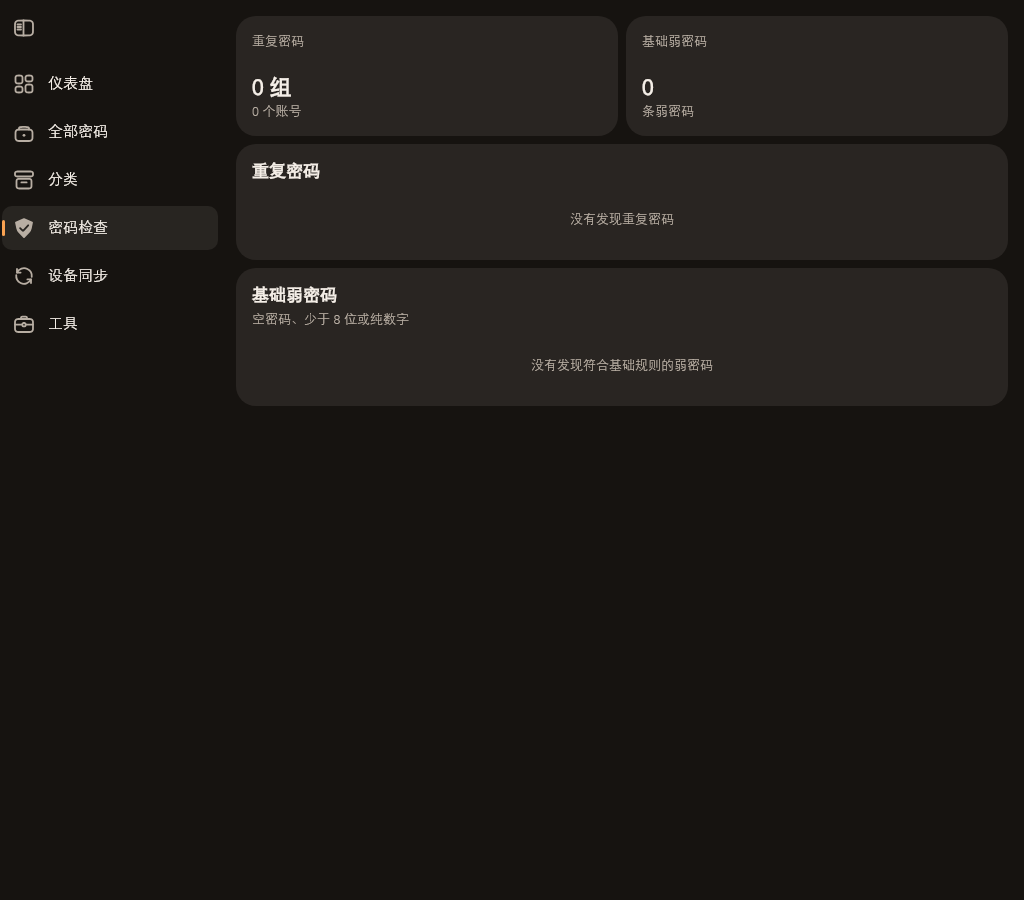 仪表盘
全部密码
分类
密码检查
设备同步
工具
重复密码
0 组
0 个账号
基础弱密码
0
条弱密码
重复密码
没有发现重复密码
基础弱密码
空密码、少于 8 位或纯数字
没有发现符合基础规则的弱密码